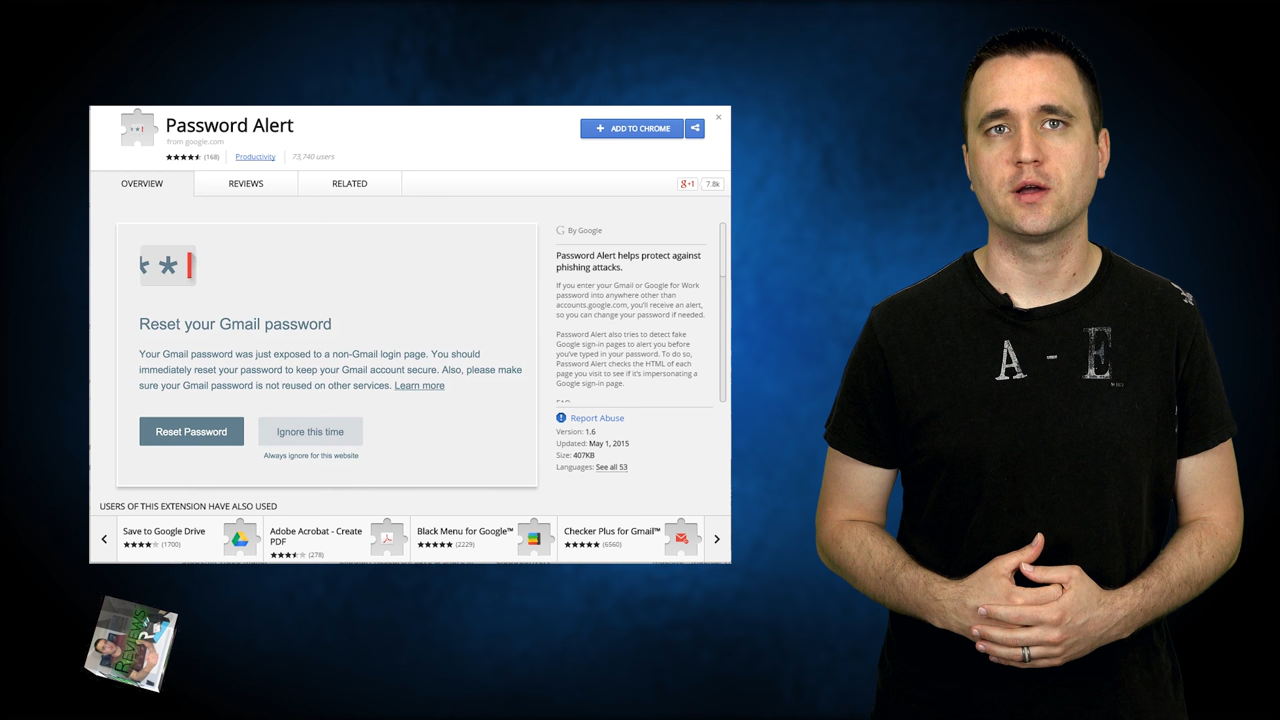 Password Alert
from google.com
(168) Productivity 73,740 users
+ ADD TO CHROME
OVERVIEW REVIEWS RELATED
g+1 7.8k
* * |
Reset your Gmail password
Your Gmail password was just exposed to a non-Gmail login page. You should
immediately reset your password to keep your Gmail account secure. Also, please make
sure your Gmail password is not reused on other services. Learn more
Reset Password Ignore this time
Always ignore for this website
G By Google
Password Alert helps protect against
phishing attacks.
If you enter your Gmail or Google for Work
password into anywhere other than
accounts.google.com, you'll receive an alert,
so you can change your password if needed.
Password Alert also tries to detect fake
Google sign-in pages to alert you before
you've typed in your password. To do so,
Password Alert checks the HTML of each
page you visit to see if it's impersonating a
Google sign-in page.
Report Abuse
Version: 1.6
Updated: May 1, 2015
Size: 407KB
Languages: See all 53
USERS OF THIS EXTENSION HAVE ALSO USED
Save to Google Drive
(1700)
Adobe Acrobat - Create
PDF
(278)
Black Menu for Google™
(2229)
Checker Plus for Gmail™
(6560)
A - E
REVIEWS